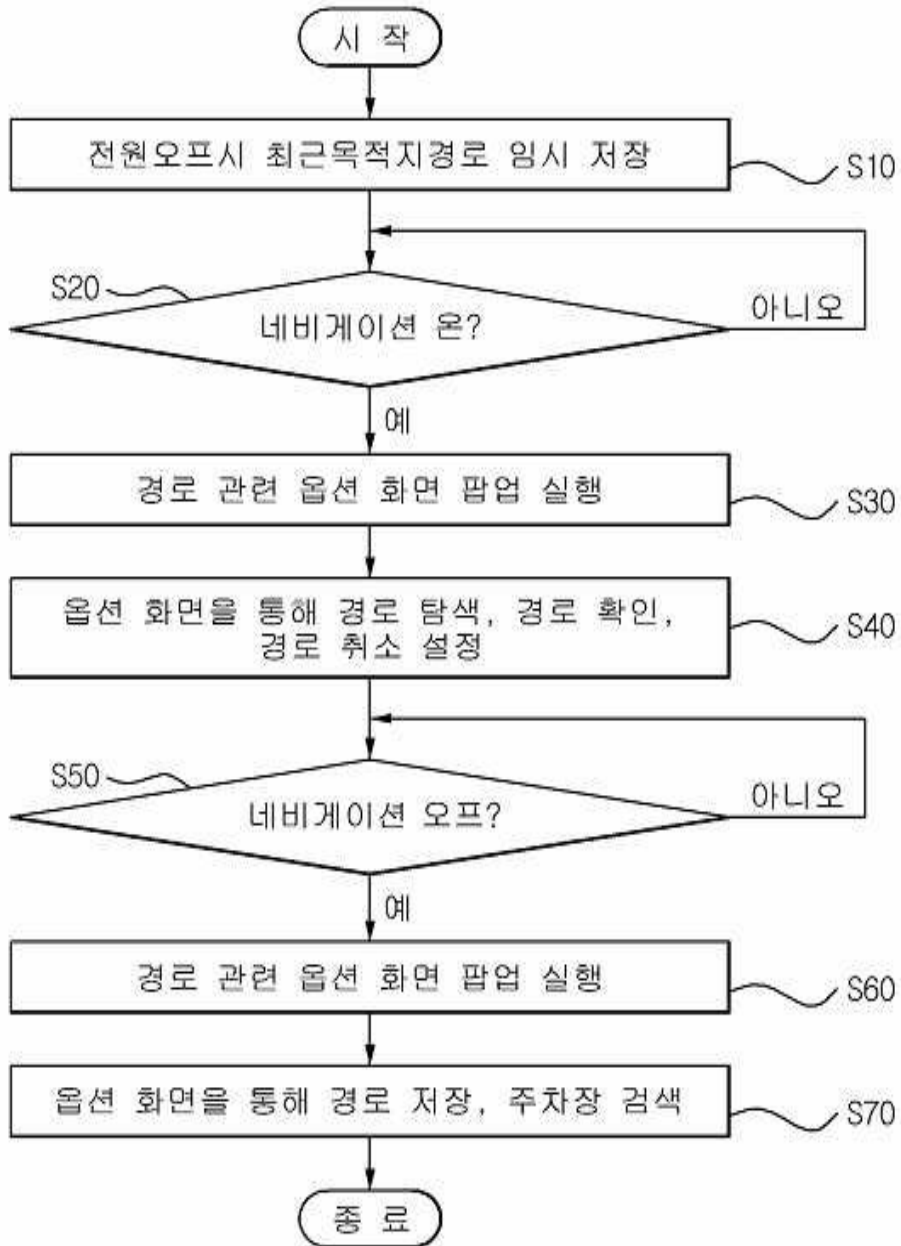 시 작
전원오프시 최근목적지경로 임시 저장
S10
S20
네비게이션 온?
아니오
예
경로 관련 옵션 화면 팝업 실행
S30
옵션 화면을 통해 경로 탐색, 경로 확인,
경로 취소 설정
S40
S50
네비게이션 오프?
아니오
예
경로 관련 옵션 화면 팝업 실행
S60
옵션 화면을 통해 경로 저장, 주차장 검색
S70
종 료